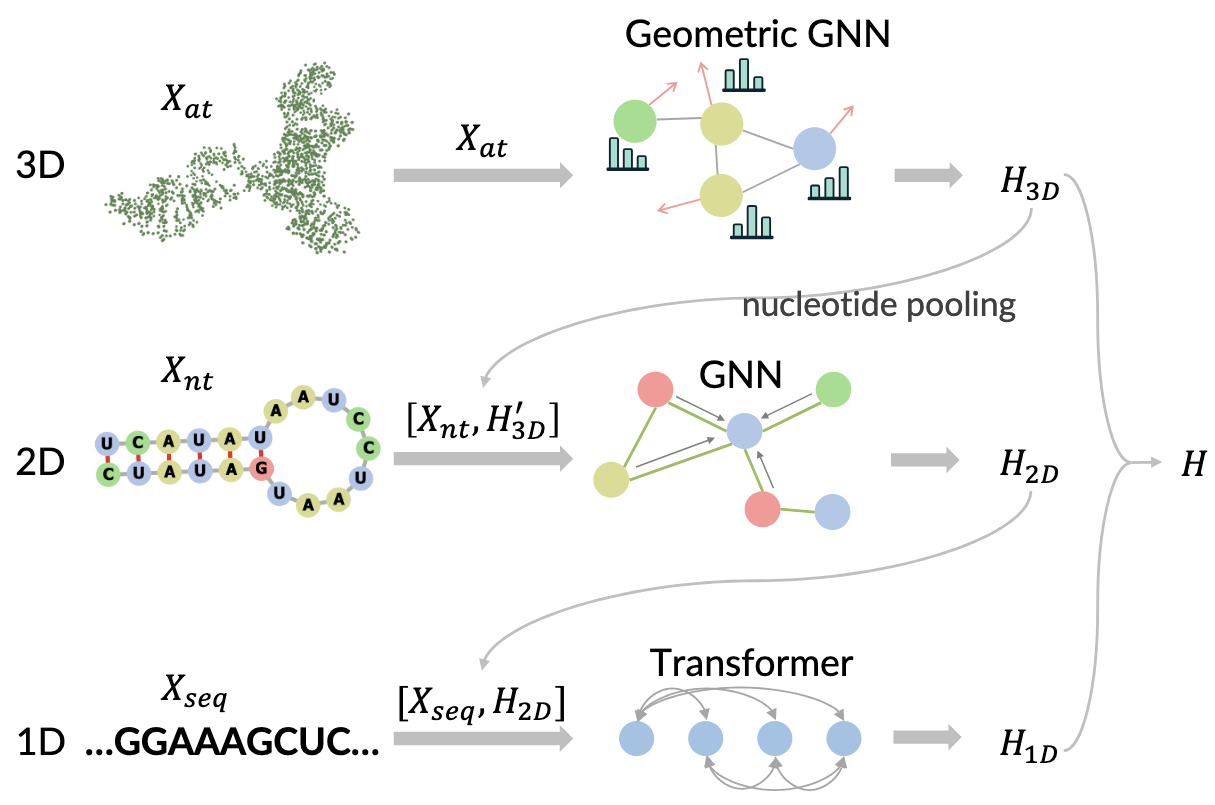 Geometric GNN
X_{at}
3D
X_{at}
H_{3D}
nucleotide pooling
X_{nt}
GNN
[X_{nt}, H'_{3D}]
2D
A A U C C U A A U
U C A U A U
C U A U A G
H_{2D}
H
Transformer
X_{seq}
[X_{seq}, H_{2D}]
1D
...GGAAAGCUC...
H_{1D}